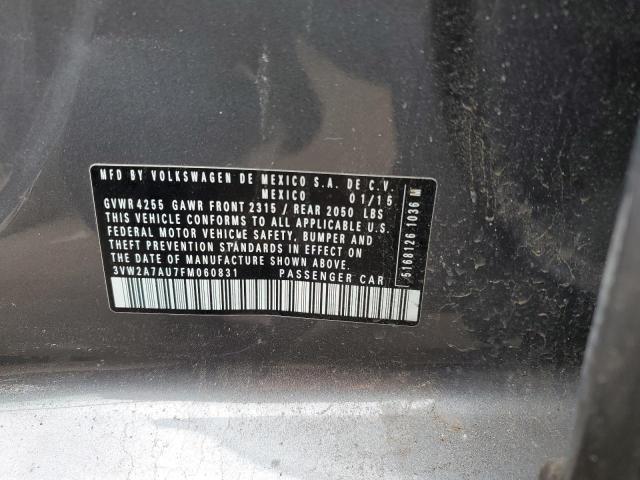 MFD BY VOLKSWAGEN DE MEXICO S.A. DE C.V.
MEXICO 01/15
GVWR 4255 GAWR FRONT 2315 / REAR 2050 LBS
THIS VEHICLE CONFORMS TO ALL APPLICABLE U.S.
FEDERAL MOTOR VEHICLE SAFETY, BUMPER AND
THEFT PREVENTION STANDARDS IN EFFECT ON
THE DATE OF MANUFACTURE SHOWN ABOVE
3VW2A7AU7FM060831 PASSENGER CAR
5168126 1036 M